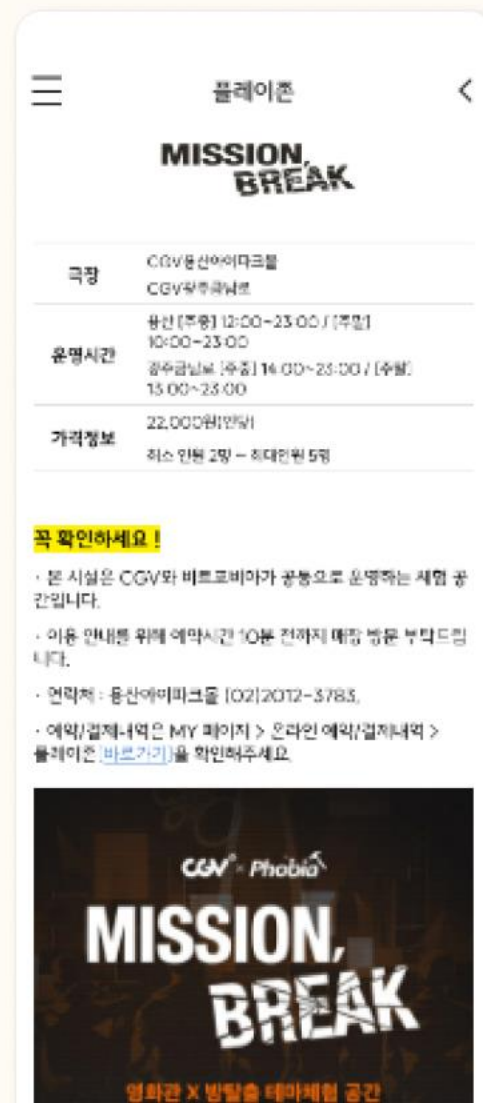 플레이존
MISSION,
BREAK
극장
CGV용산아이파크몰
CGV광주금남로
운영시간
용산 [주중] 12:00~23:00 / [주말]
10:00~23:00
광주금남로 [주중] 14:00~23:00 / [주말]
13:00~23:00
가격정보
22,000원(인당)
최소 인원 2명 ~ 최대인원 5명
꼭 확인하세요 !
· 본 시설은 CGV와 비트포비아가 공동으로 운영하는 체험 공
간입니다.
· 이용 안내를 위해 예약시간 10분 전까지 매장 방문 부탁드립
니다.
· 연락처 : 용산아이파크몰 (02)2012-3783,
· 예약/결제내역은 MY 페이지 > 온라인 예약/결제내역 >
플레이존 [바로가기]을 확인해주세요.
CGV × Phobia
MISSION,
BREAK
영화관 X 방탈출 테마체험 공간